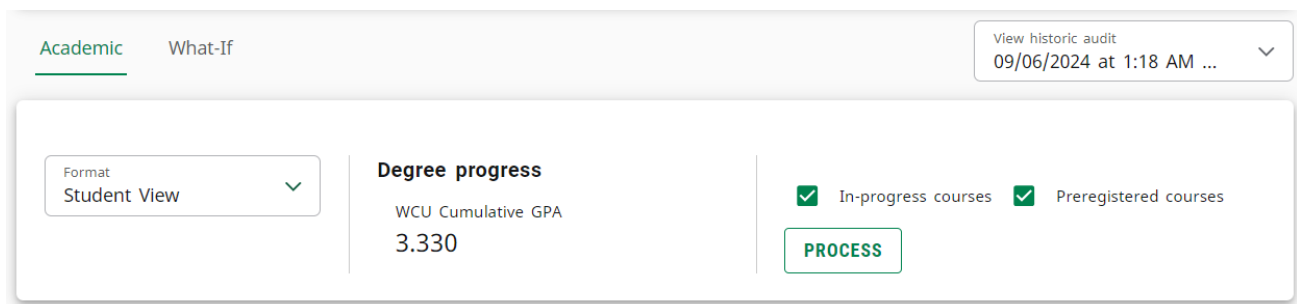 Academic What-If
View historic audit
09/06/2024 at 1:18 AM ...
Format
Student View
Degree progress
WCU Cumulative GPA
3.330
In-progress courses Preregistered courses
PROCESS